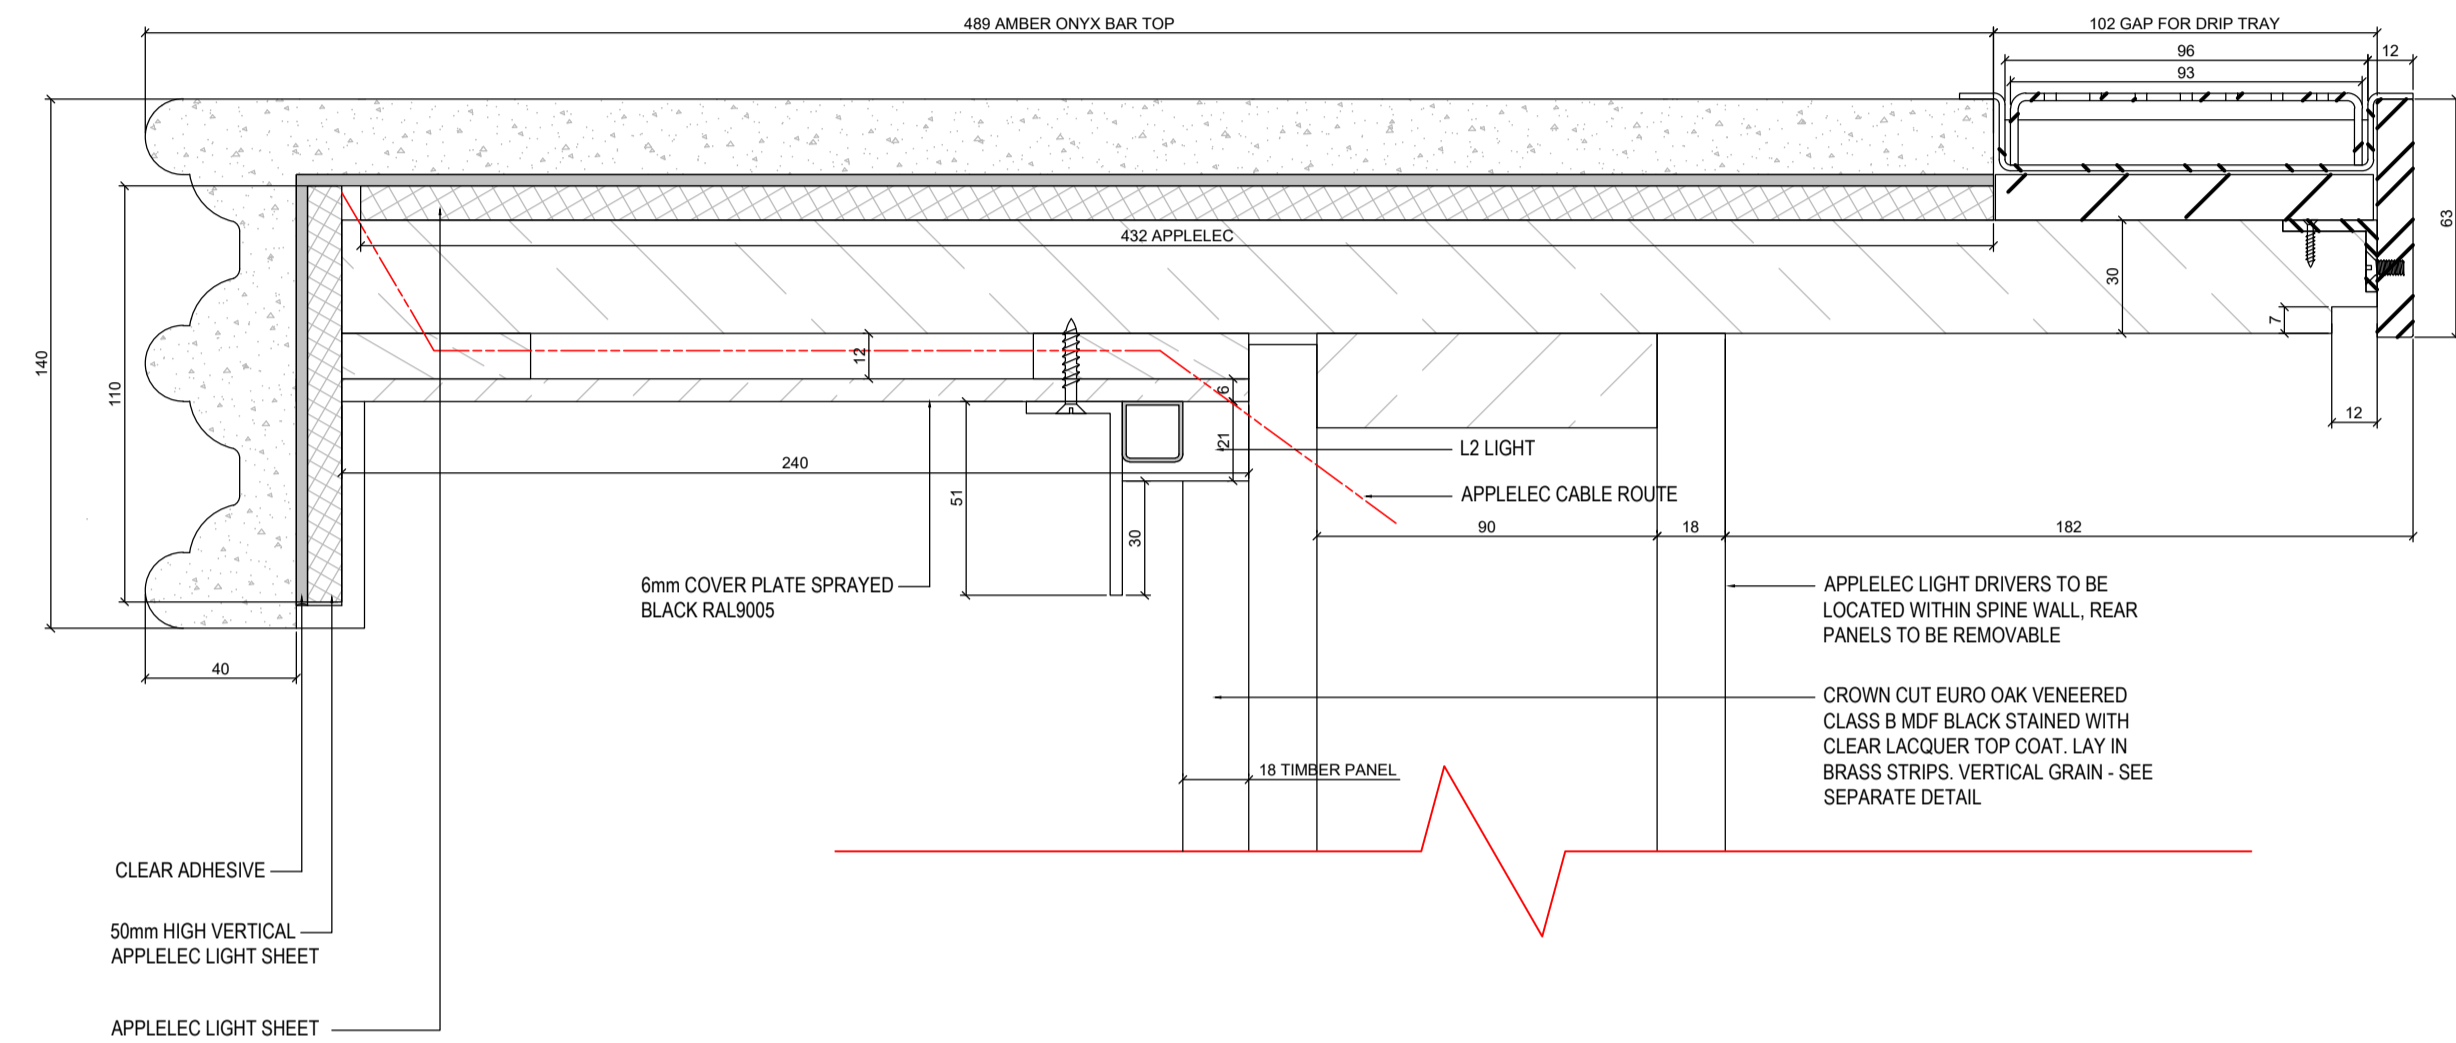 489 AMBER ONYX BAR TOP
102 GAP FOR DRIP TRAY
96
12
93
140
110
432 APPLELEC
30
63
7
12
12
6
21
240
51
30
L2 LIGHT
APPLELEC CABLE ROUTE
90
18
182
40
6mm COVER PLATE SPRAYED
BLACK RAL9005
APPLELEC LIGHT DRIVERS TO BE
LOCATED WITHIN SPINE WALL, REAR
PANELS TO BE REMOVABLE
CROWN CUT EURO OAK VENEERED
CLASS B MDF BLACK STAINED WITH
CLEAR LACQUER TOP COAT. LAY IN
BRASS STRIPS. VERTICAL GRAIN - SEE
SEPARATE DETAIL
18 TIMBER PANEL
CLEAR ADHESIVE
50mm HIGH VERTICAL
APPLELEC LIGHT SHEET
APPLELEC LIGHT SHEET